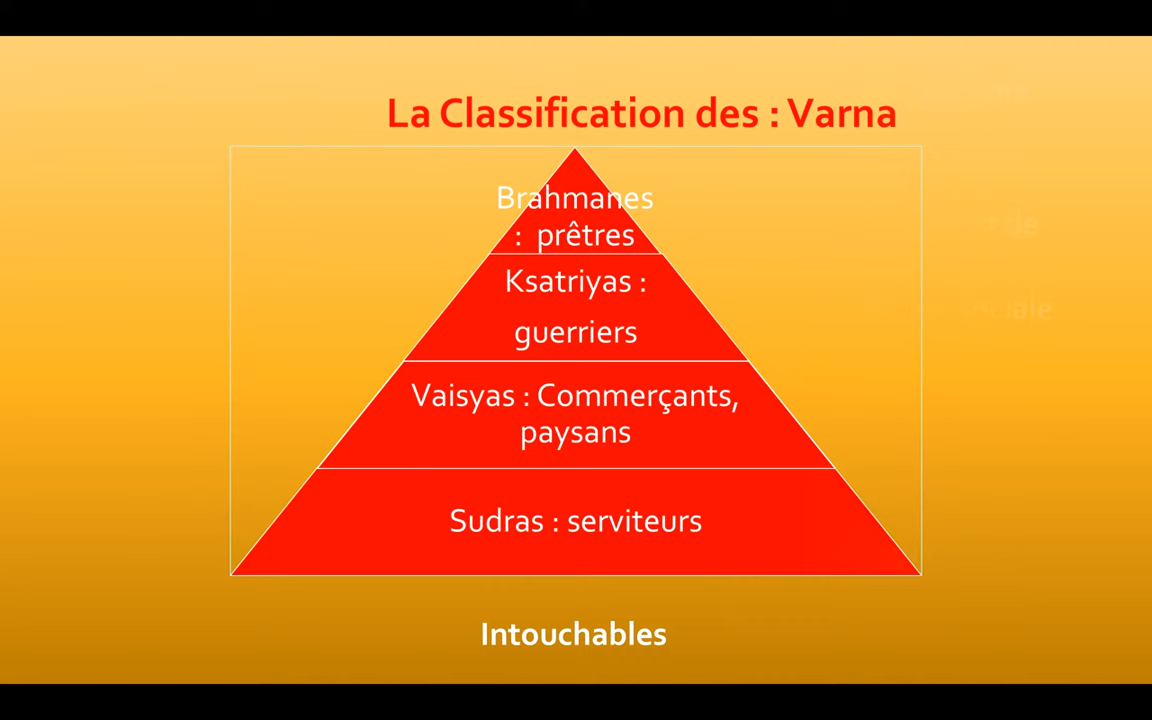 La Classification des : Varna
Brahmanes
: prêtres
Ksatriyas :
guerriers
Vaisyas : Commerçants,
paysans
Sudras : serviteurs
Intouchables